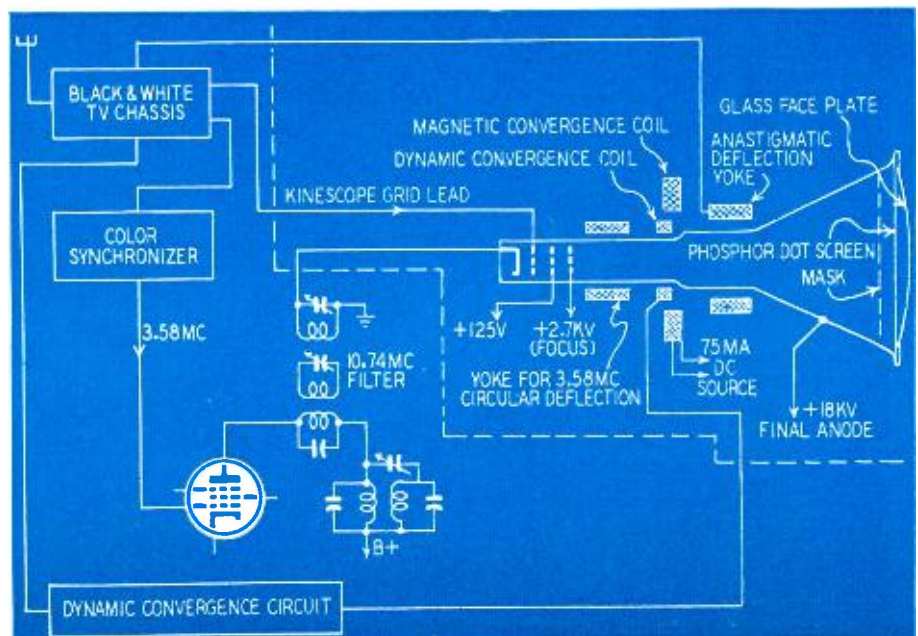 BLACK & WHITE
TV CHASSIS
GLASS FACE PLATE
MAGNETIC CONVERGENCE COIL
ANASTIGMATIC
DEFLECTION
YOKE
DYNAMIC CONVERGENCE COIL
KINESCOPE GRID LEAD
COLOR
SYNCHRONIZER
PHOSPHOR DOT SCREEN
MASK
3.58MC
+125V
+2.7KV
(FOCUS)
10.74MC
FILTER
75MA
DC
SOURCE
YOKE FOR 3.58MC
CIRCULAR DEFLECTION
+18KV
FINAL ANODE
B+
DYNAMIC CONVERGENCE CIRCUIT